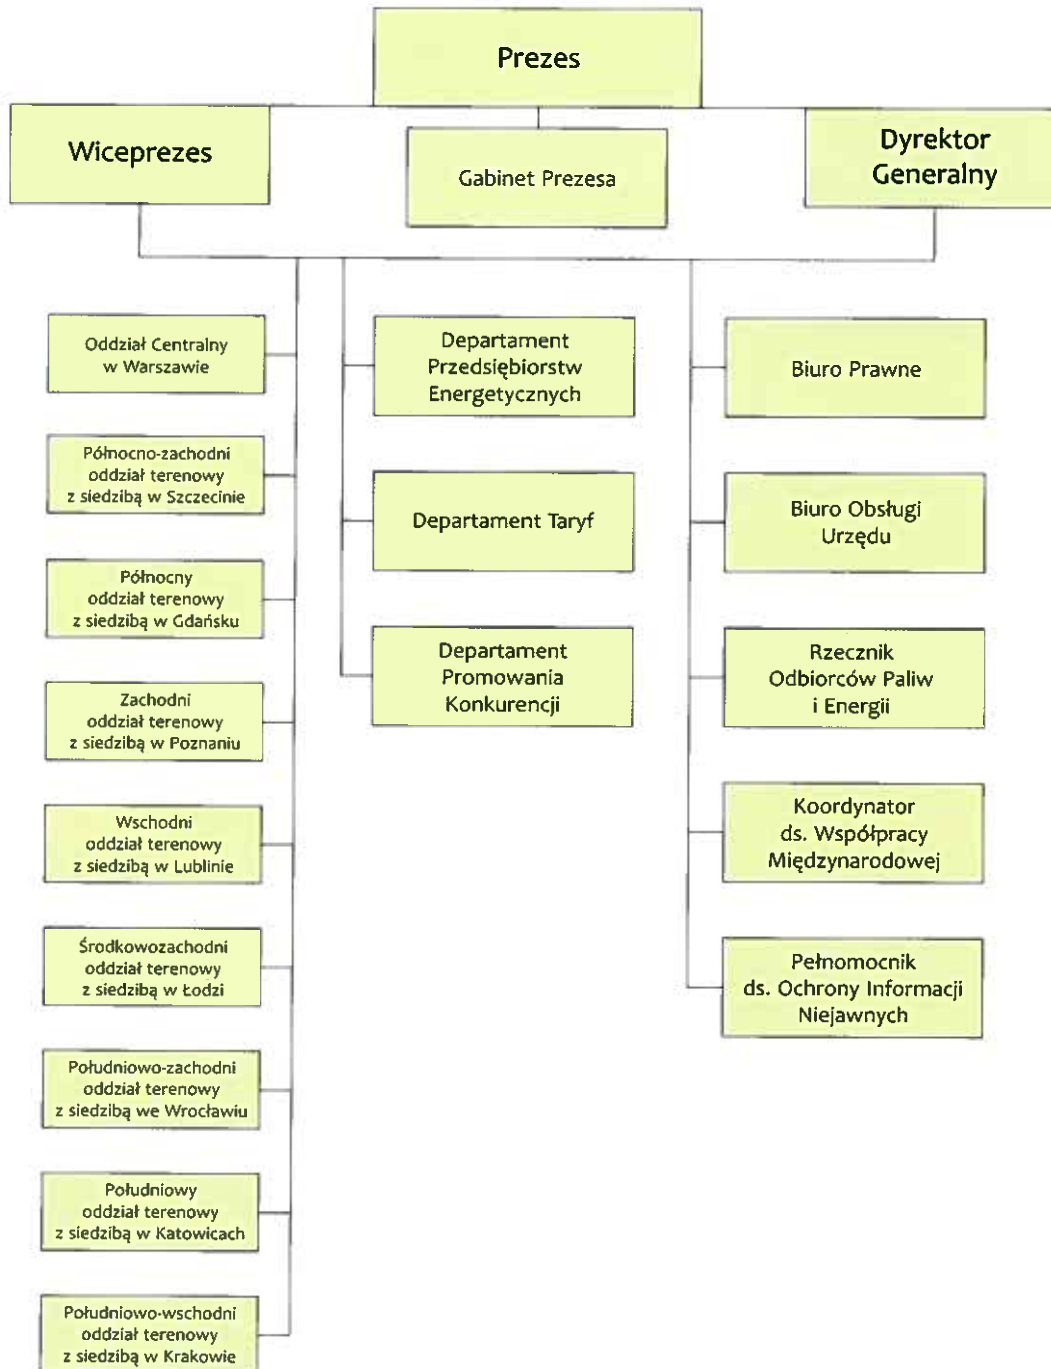 Prezes
Wiceprezes
Gabinet Prezesa
Dyrektor
Generalny
Oddział Centralny
w Warszawie
Północno-zachodni
oddział terenowy
z siedzibą w Szczecinie
Północny
oddział terenowy
z siedzibą w Gdańsku
Zachodni
oddział terenowy
z siedzibą w Poznaniu
Wschodni
oddział terenowy
z siedzibą w Lublinie
Środkowozachodni
oddział terenowy
z siedzibą w Łodzi
Południowo-zachodni
oddział terenowy
z siedzibą we Wrocławiu
Południowy
oddział terenowy
z siedzibą w Katowicach
Południowo-wschodni
oddział terenowy
z siedzibą w Krakowie
Departament
Przedsiębiorstw
Energetycznych
Departament Taryf
Departament
Promowania
Konkurencji
Biuro Prawne
Biuro Obsługi
Urzędu
Rzecznik
Odbiorców Paliw
i Energii
Koordynator
ds. Współpracy
Międzynarodowej
Pełnomocnik
ds. Ochrony Informacji
Niejawnych